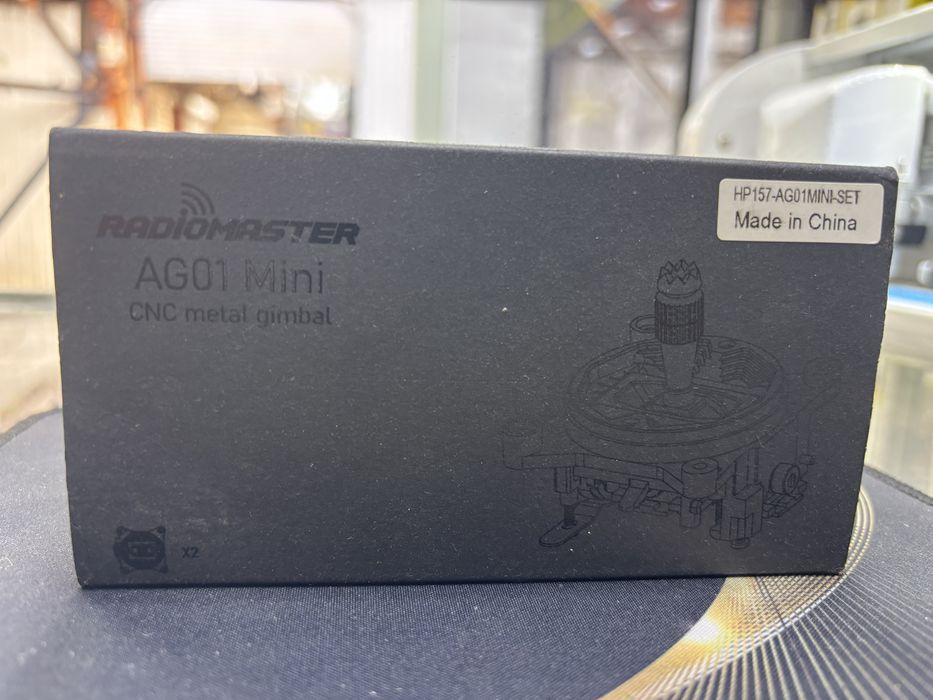 RADIOMASTER
AG01 Mini
CNC metal gimbal
HP157-AG01MINI-SET
Made in China
X2